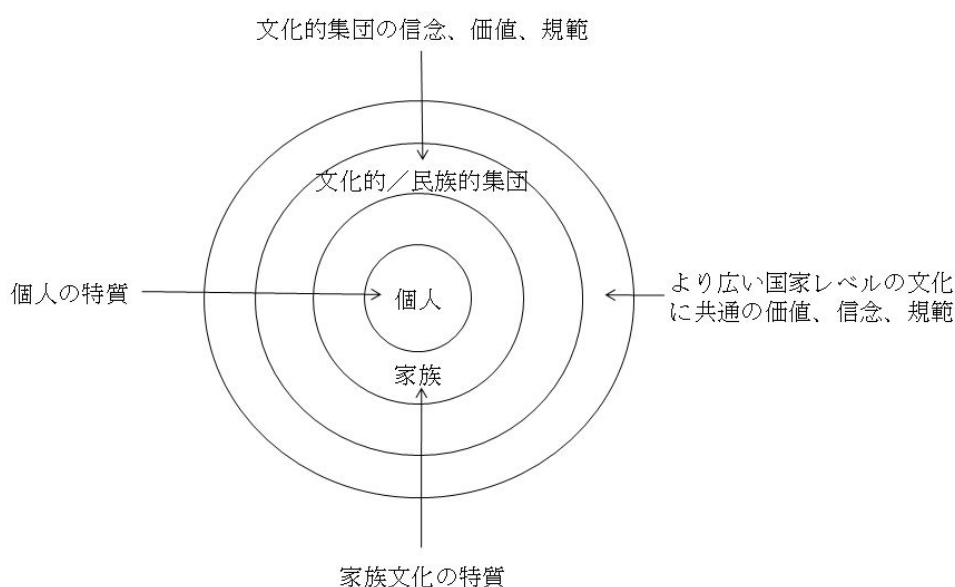 文化的集団の信念、価値、規範
文化的／民族的集団
個人の特質
個人
より広い国家レベルの文化
に共通の価値、信念、規範
家族
家族文化の特質